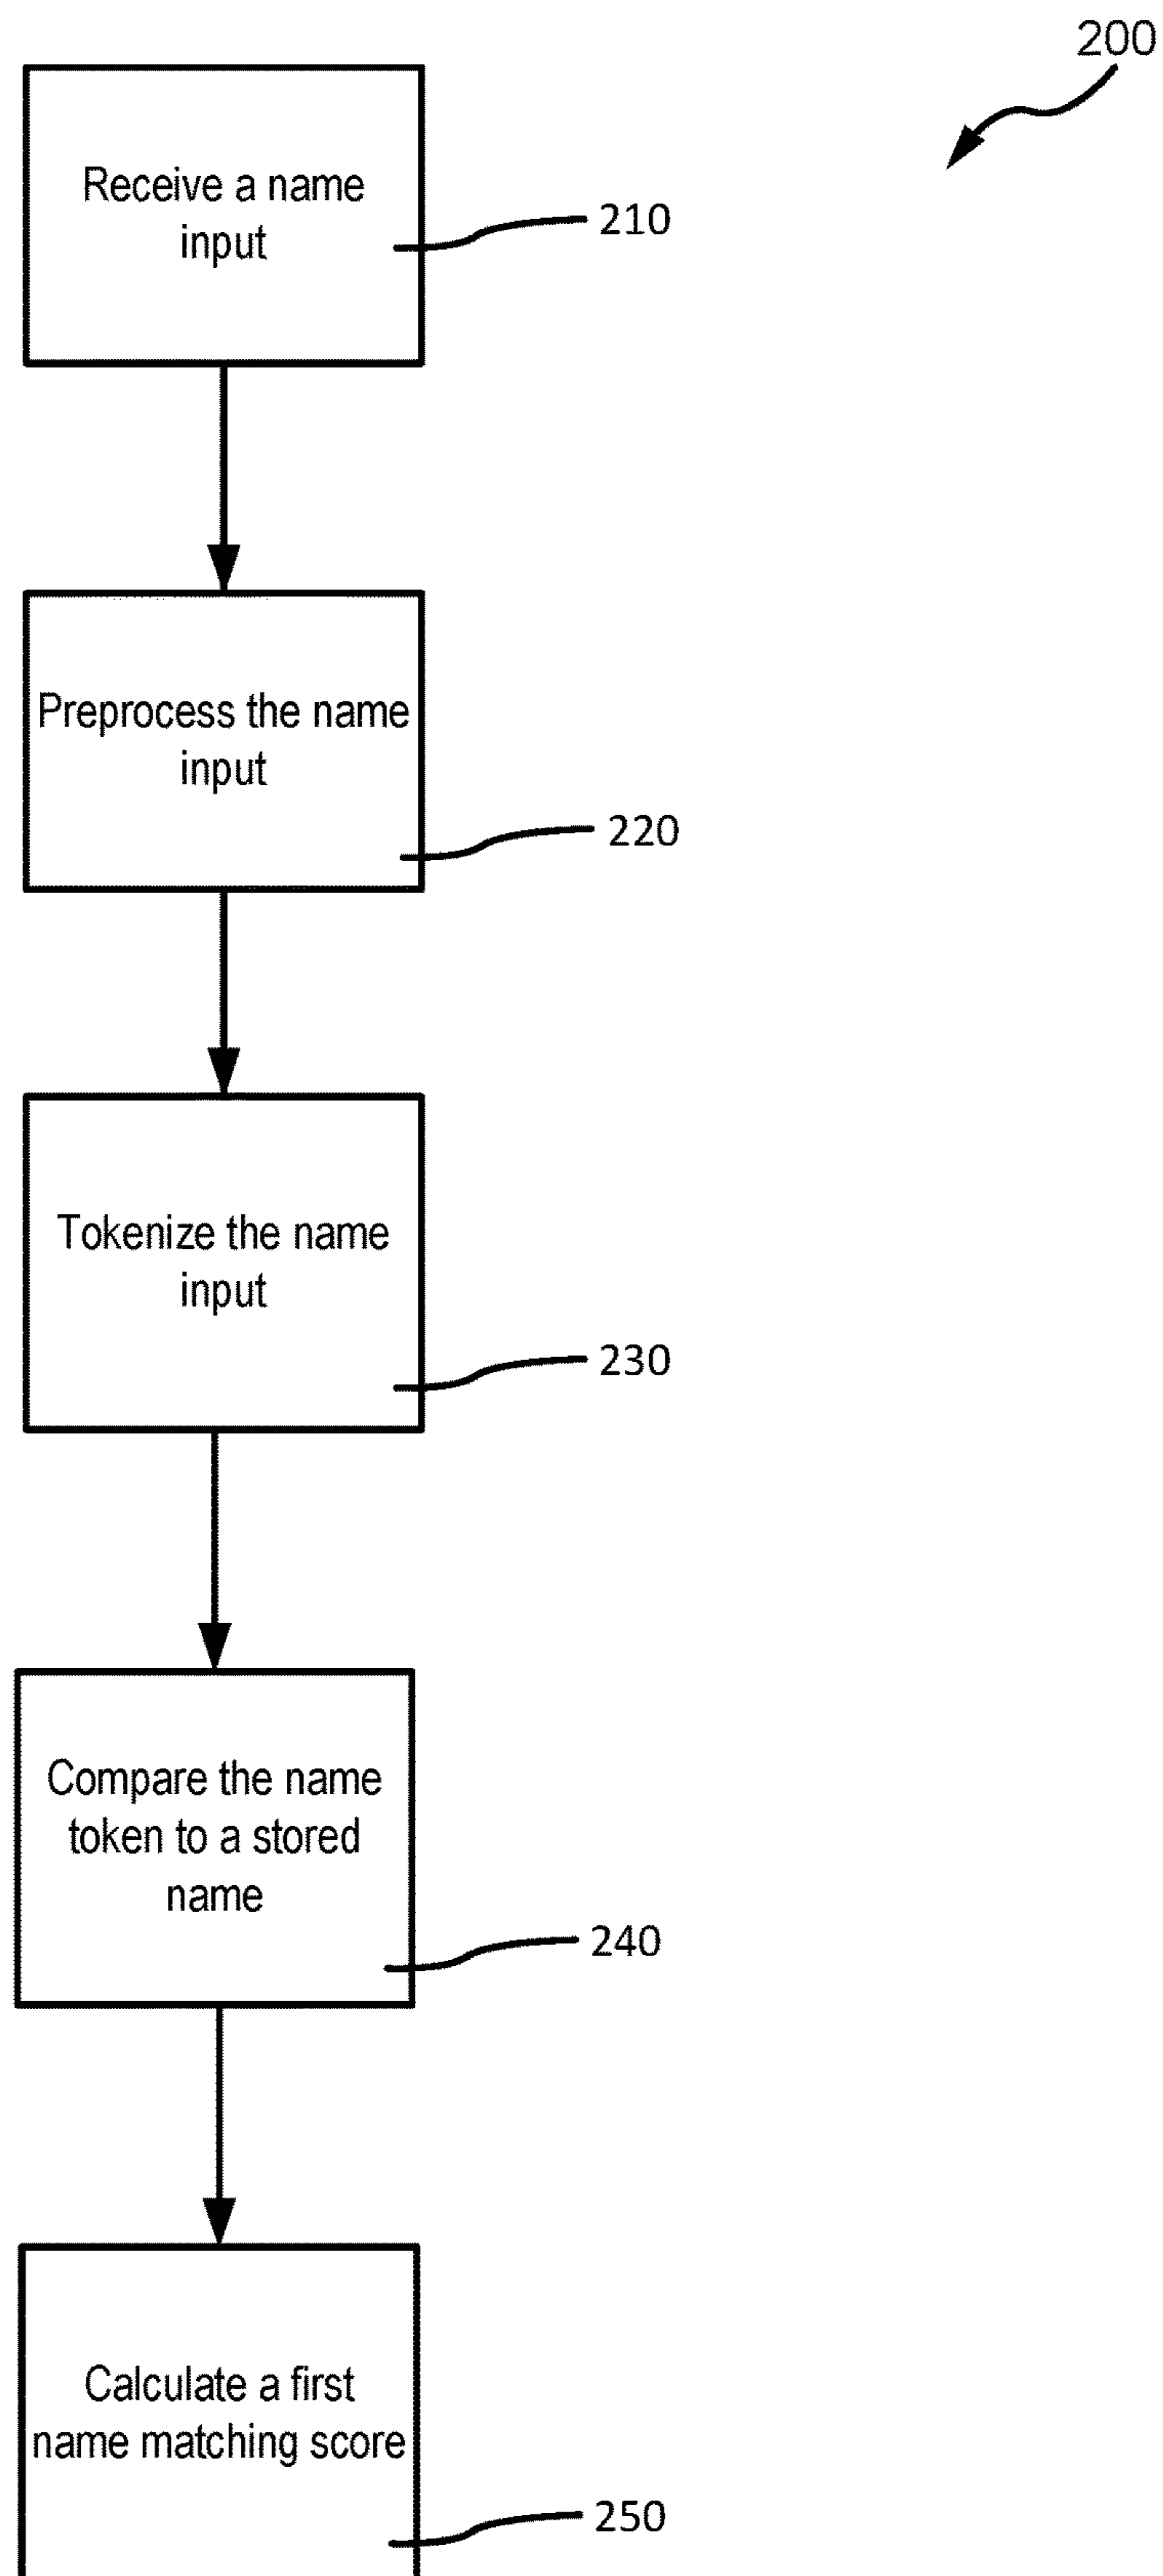 200
Receive a name
input
210
Preprocess the name
input
220
Tokenize the name
input
230
Compare the name
token to a stored
name
240
Calculate a first
name matching score
250